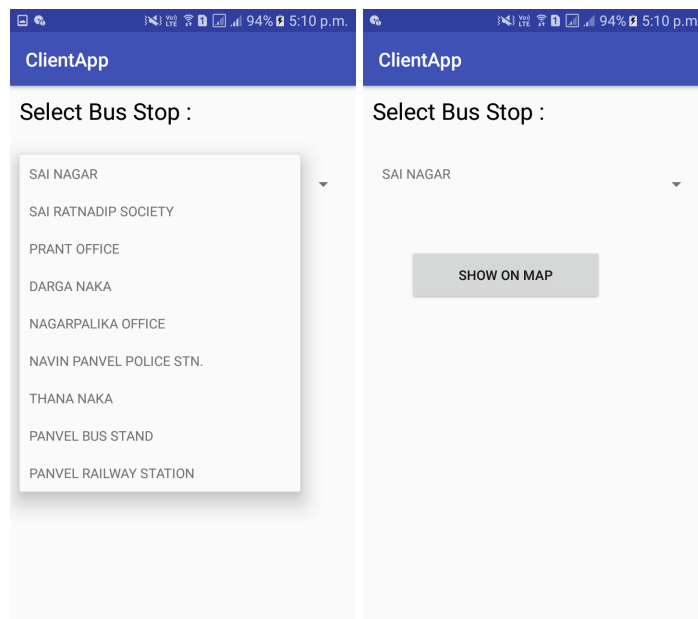 94% 5:10 p.m.
ClientApp
Select Bus Stop :
SAI NAGAR
SAI RATNADIP SOCIETY
PRANT OFFICE
DARGA NAKA
NAGARPALIKA OFFICE
NAVIN PANVEL POLICE STN.
THANA NAKA
PANVEL BUS STAND
PANVEL RAILWAY STATION
94% 5:10 p.m
ClientApp
Select Bus Stop :
SAI NAGAR
SHOW ON MAP